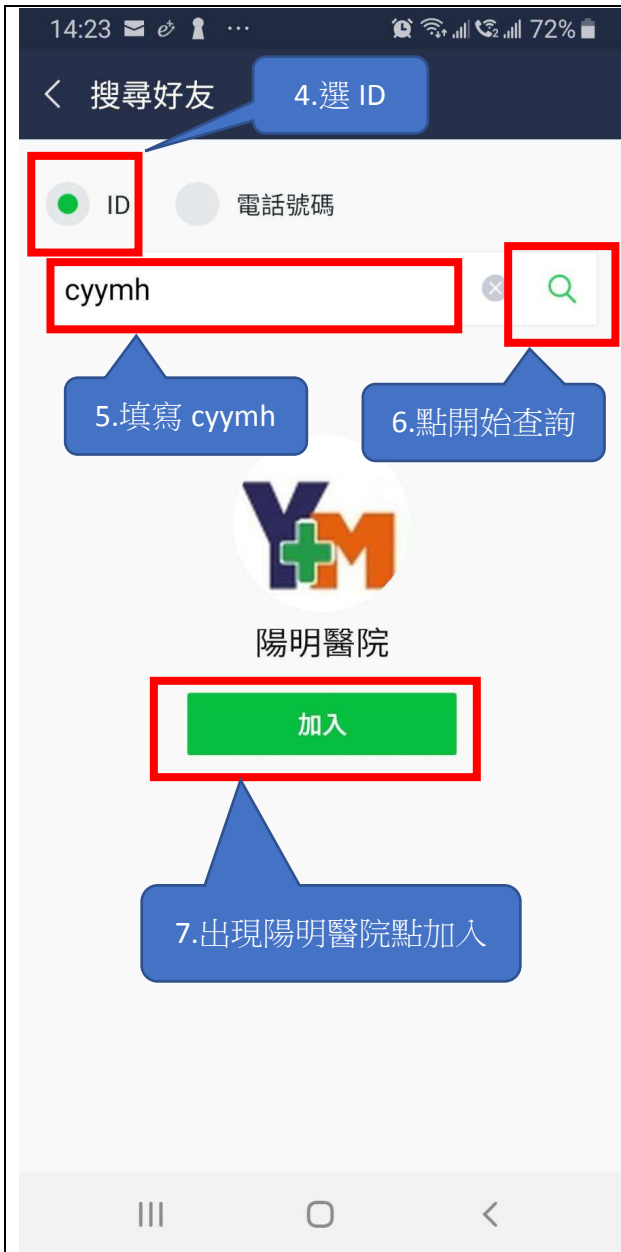 14:23 72%
搜尋好友
4.選 ID
ID 電話號碼
cyymh
5.填寫 cyymh
6.點開始查詢
YM
陽明醫院
加入
7.出現陽明醫院點加入